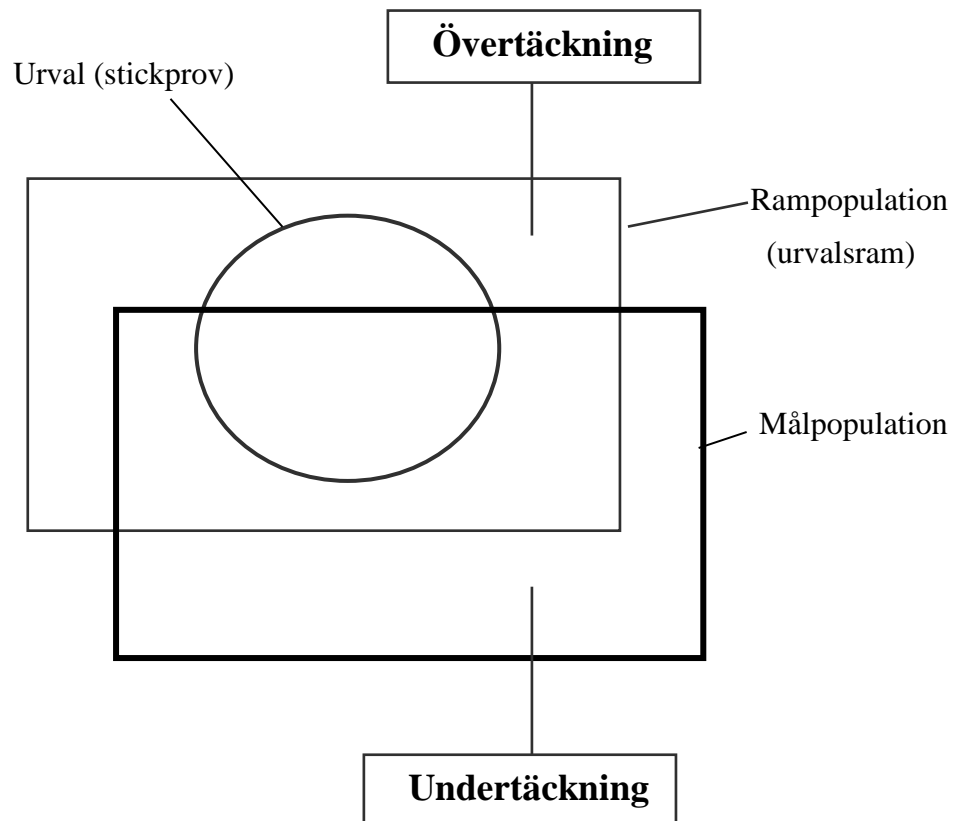 Övertäckning
Urval (stickprov)
Rampopulation
(urvalsram)
Målpopulation
Undertäckning